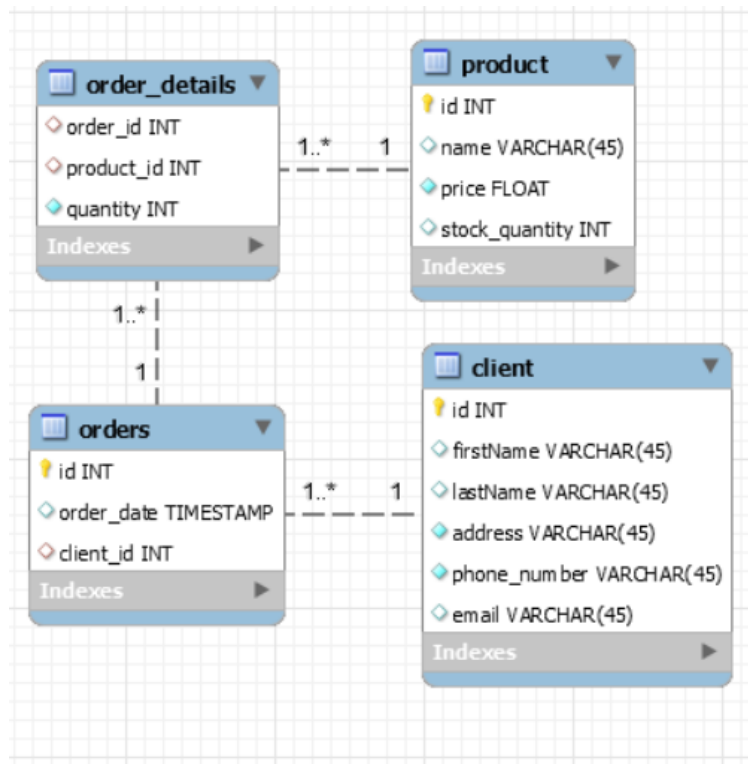 order_details
order_id INT
product_id INT
quantity INT
Indexes
1..*
1
product
id INT
name VARCHAR(45)
price FLOAT
stock_quantity INT
Indexes
1..*
1
orders
id INT
order_date TIMESTAMP
client_id INT
Indexes
1..*
1
client
id INT
firstName VARCHAR(45)
lastName VARCHAR(45)
address VARCHAR(45)
phone_number VARCHAR(45)
email VARCHAR(45)
Indexes